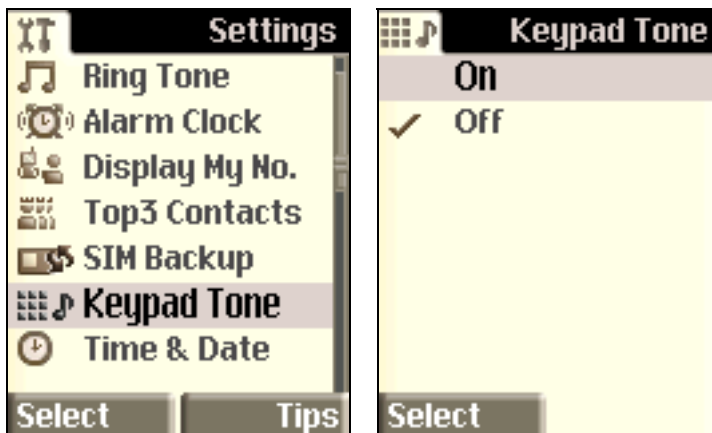 Settings
Ring Tone
Alarm Clock
Display My No.
Top3 Contacts
SIM Backup
Keypad Tone
Time & Date
Select Tips
Keypad Tone
On
Off
Select